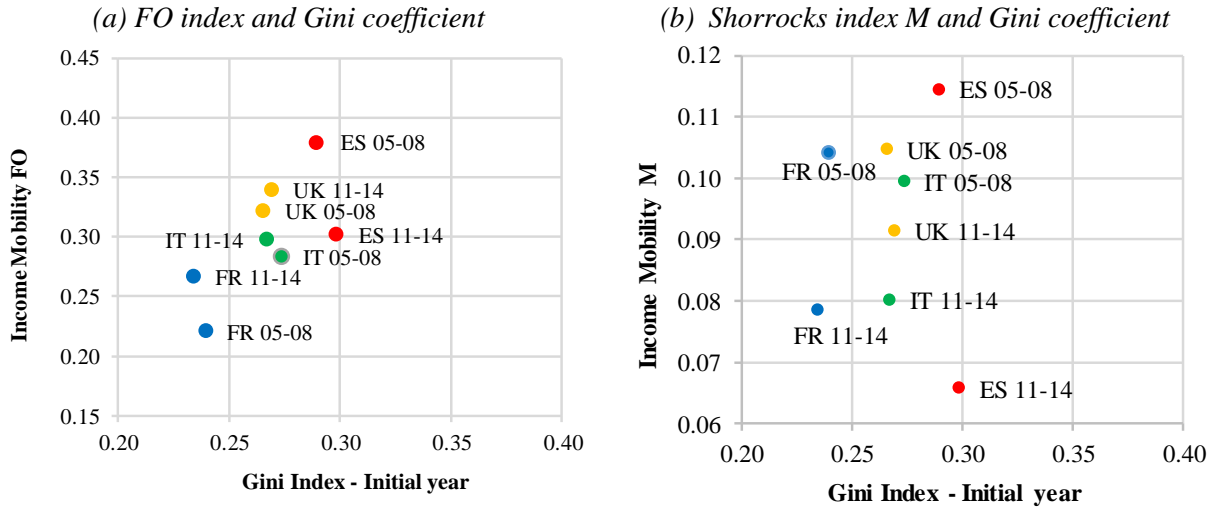 (a) FO index and Gini coefficient
0.45
0.40
0.35
0.30
0.25
0.20
0.15
Income Mobility FO
ES 05-08
UK 11-14
UK 05-08
IT 11-14
ES 11-14
IT 05-08
FR 11-14
FR 05-08
0.20 0.25 0.30 0.35 0.40
Gini Index - Initial year
(b) Shorrocks index M and Gini coefficient
0.12
0.11
0.10
0.09
0.08
0.07
0.06
Income Mobility M
ES 05-08
UK 05-08
FR 05-08
IT 05-08
UK 11-14
IT 11-14
FR 11-14
ES 11-14
0.20 0.25 0.30 0.35 0.40
Gini Index - Initial year